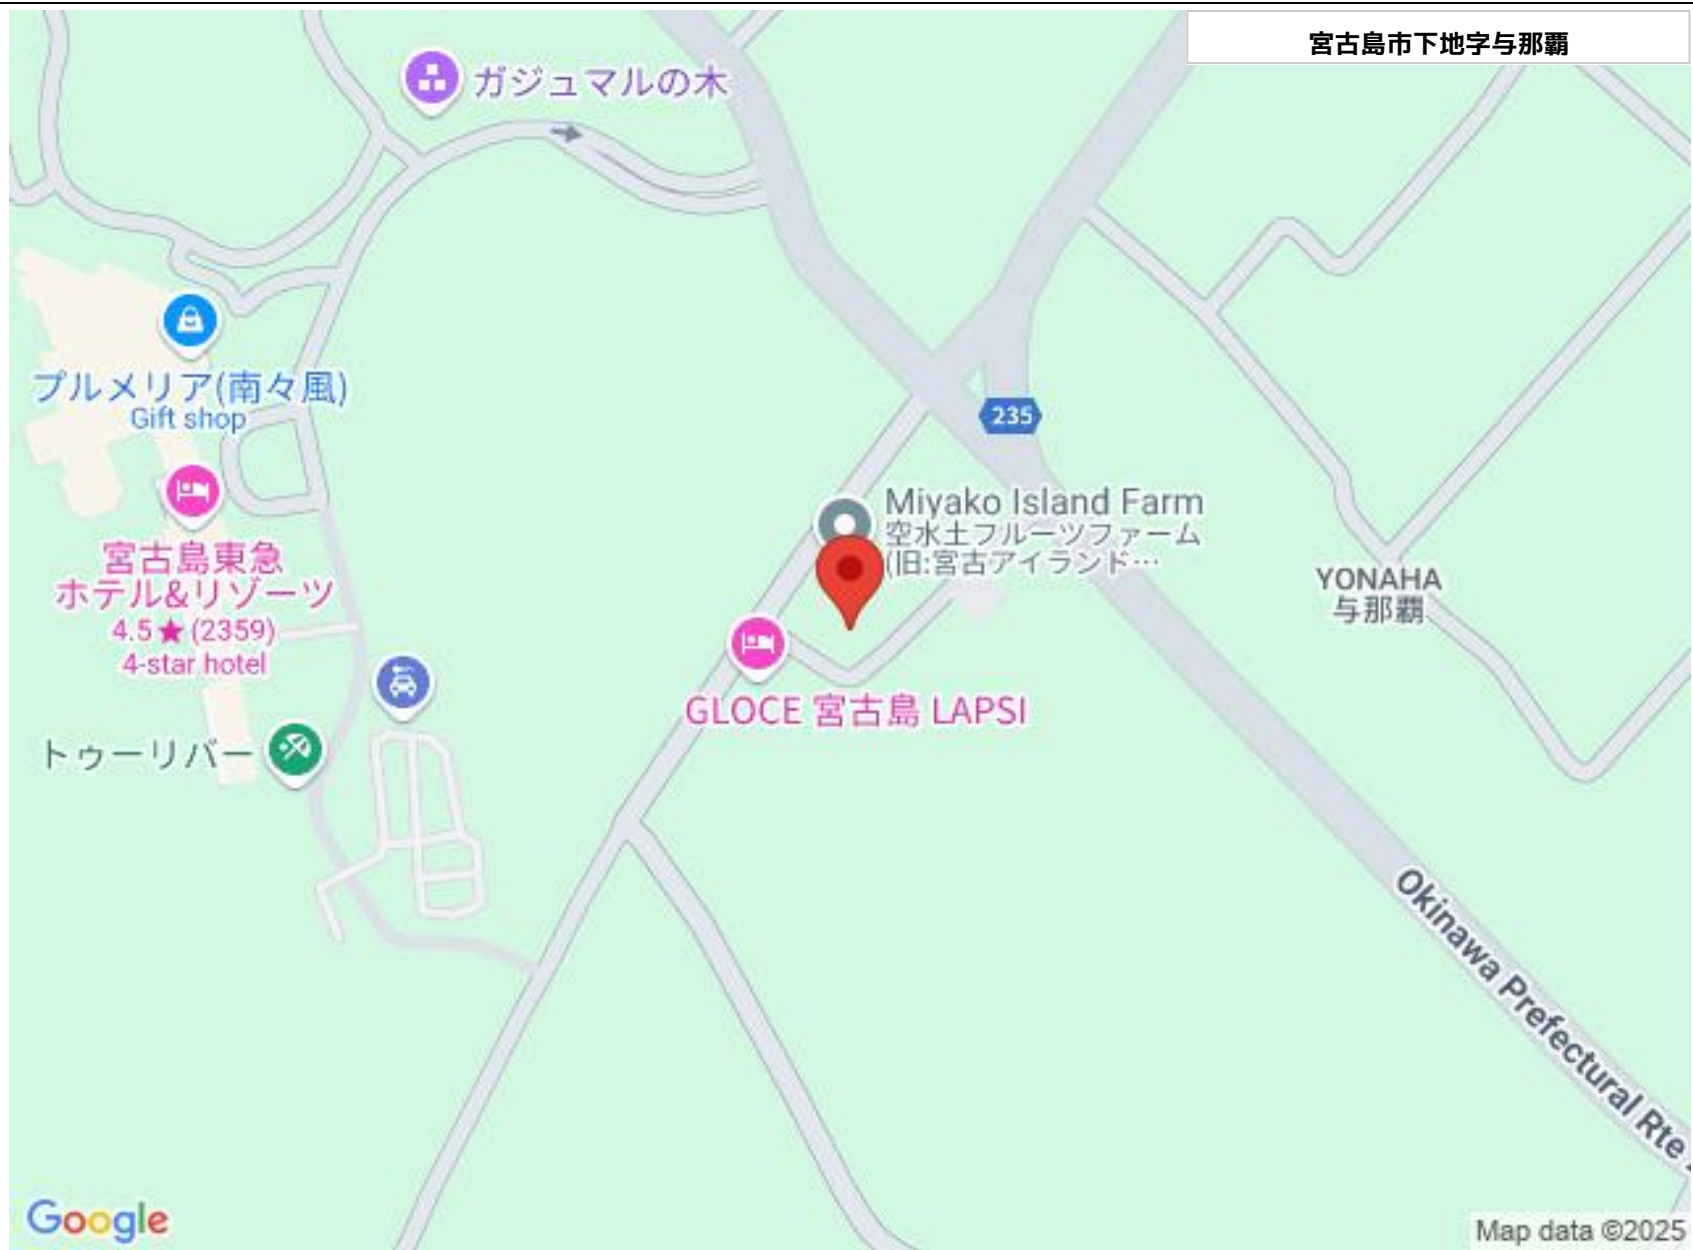 宮古島市下地字与那覇
ガジュマルの木
プルメリア(南々風)
Gift shop
235
Miyako Island Farm
空水土フルーツファーム
(旧:宮古アイランド…
宮古島東急
ホテル&リゾーツ
4.5★(2359)
4-star hotel
YONAHA
与那覇
GLOCE 宮古島 LAPSI
トゥーリバー
Okinawa Prefectural Rte
Google
Map data ©2025